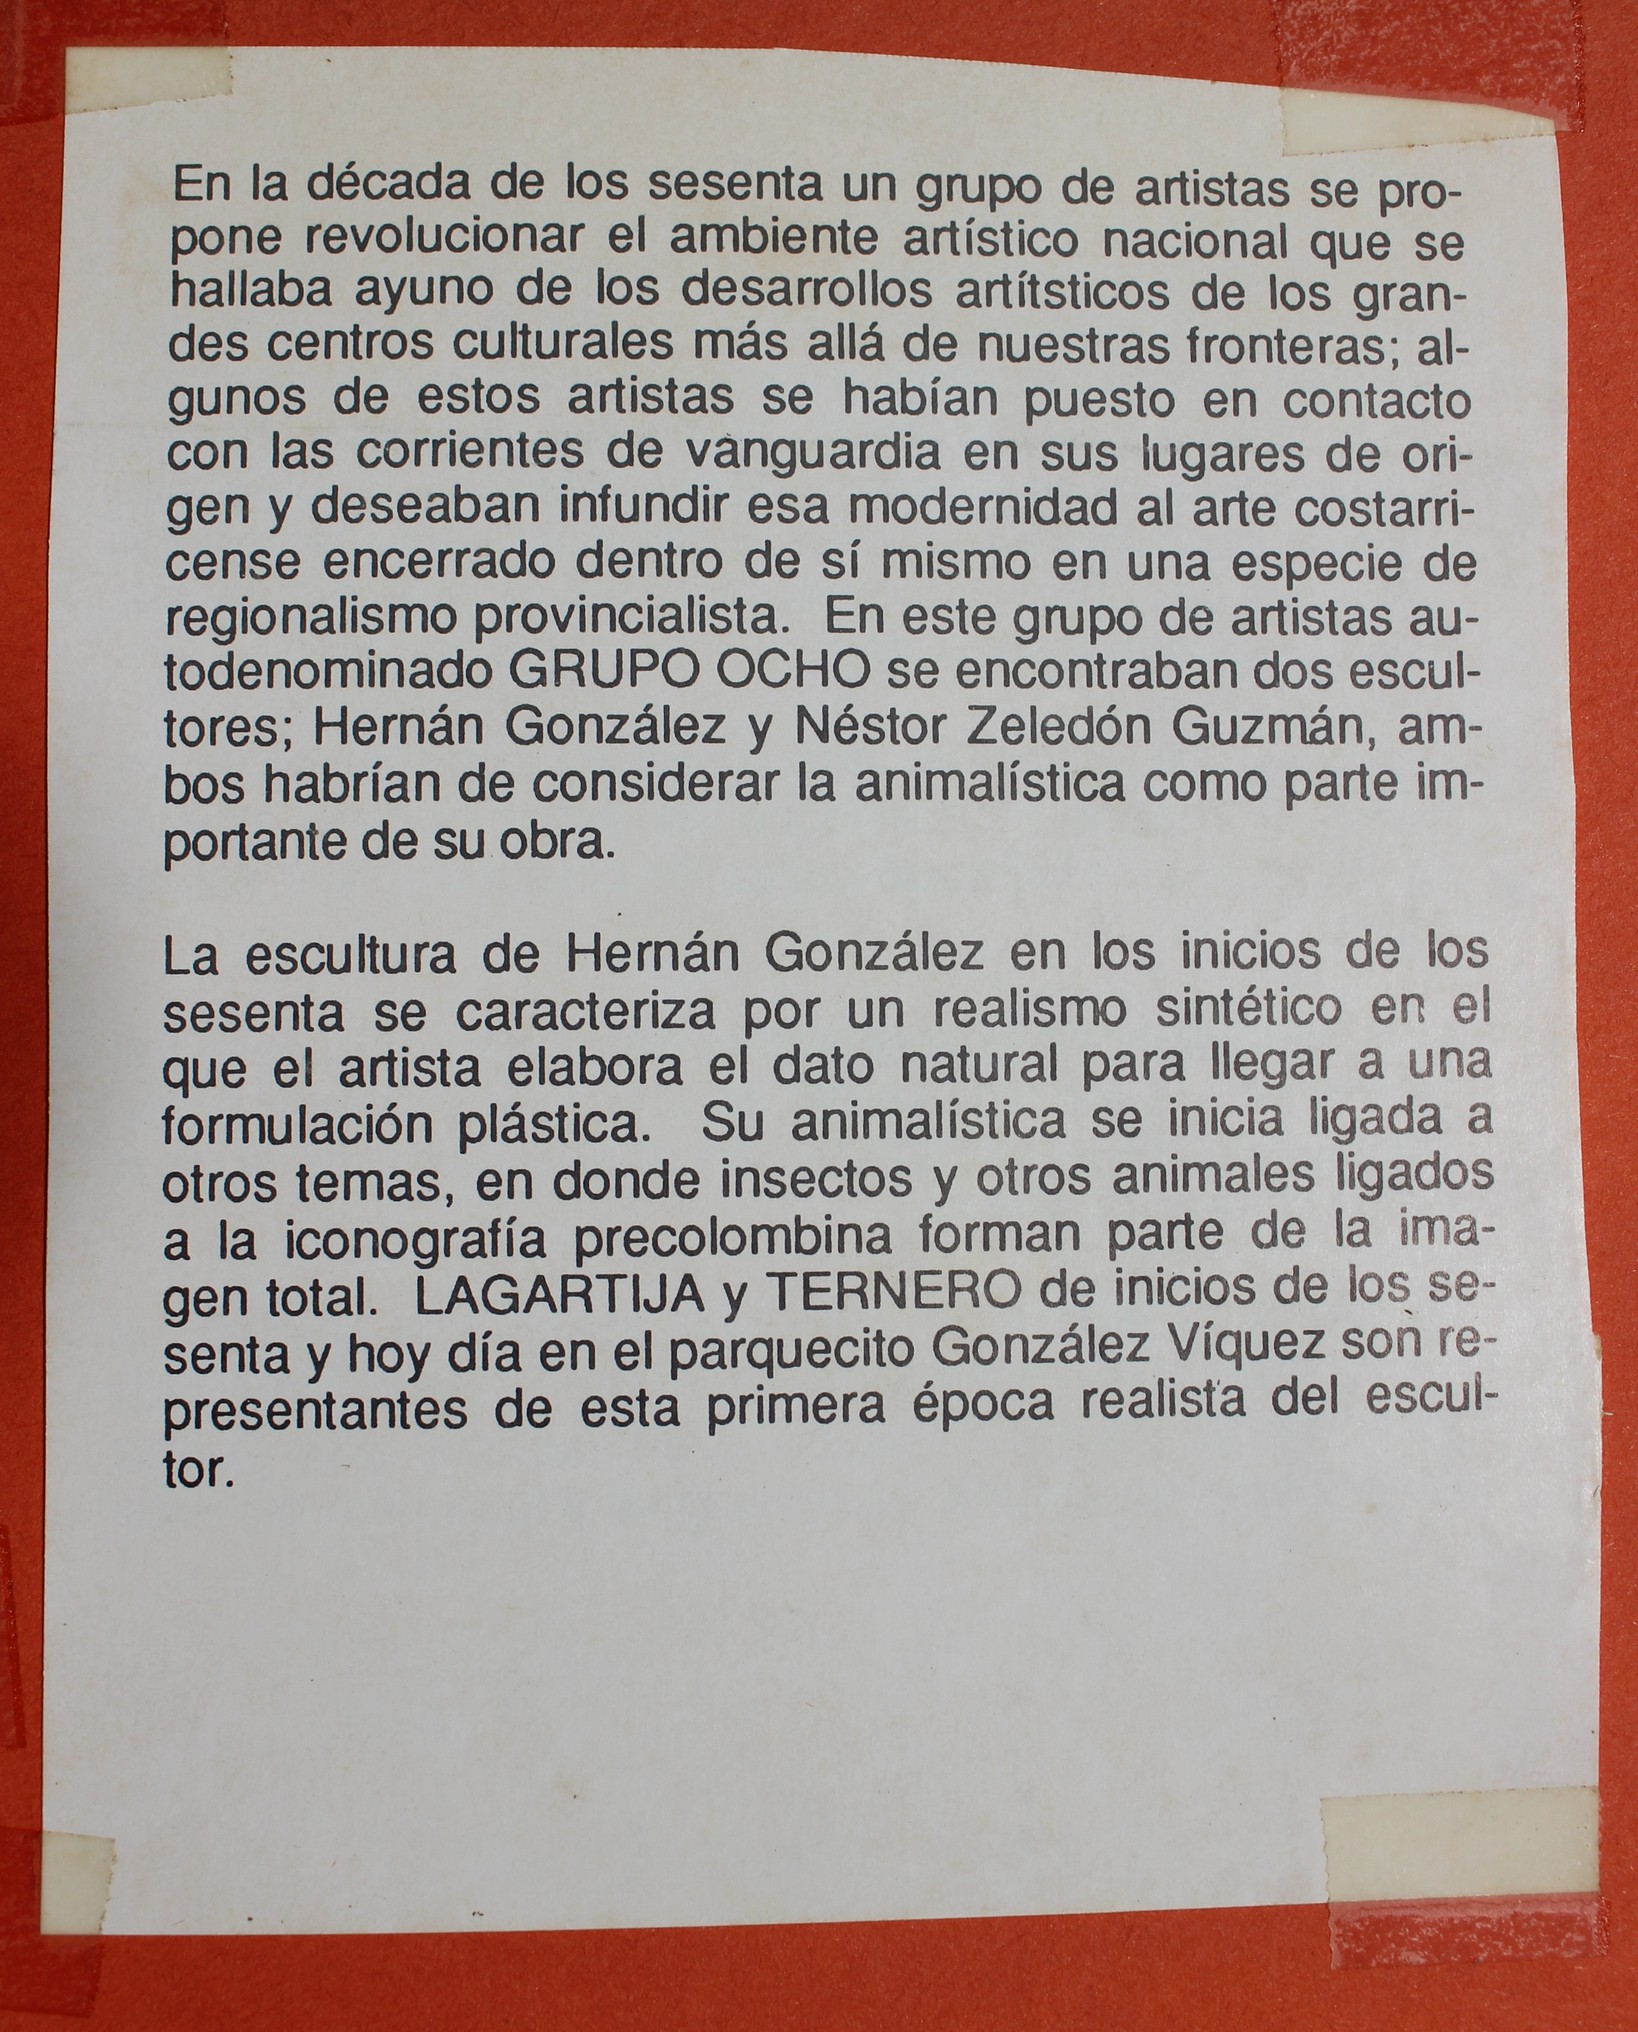 En la década de los sesenta un grupo de artistas se pro-
pone revolucionar el ambiente artístico nacional que se
hallaba ayuno de los desarrollos artítsticos de los gran-
des centros culturales más allá de nuestras fronteras; al-
gunos de estos artistas se habían puesto en contacto
con las corrientes de vanguardia en sus lugares de ori-
gen y deseaban infundir esa modernidad al arte costarri-
cense encerrado dentro de sí mismo en una especie de
regionalismo provincialista. En este grupo de artistas au-
todenominado GRUPO OCHO se encontraban dos escul-
tores; Hernán González y Néstor Zeledón Guzmán, am-
bos habrían de considerar la animalística como parte im-
portante de su obra.
La escultura de Hernán González en los inicios de los
sesenta se caracteriza por un realismo sintético en el
que el artista elabora el dato natural para llegar a una
formulación plástica. Su animalística se inicia ligada a
otros temas, en donde insectos y otros animales ligados
a la iconografía precolombina forman parte de la ima-
gen total. LAGARTIJA y TERNERO de inicios de los se-
senta y hoy día en el parquecito González Víquez son re-
presentantes de esta primera época realista del escul-
tor.